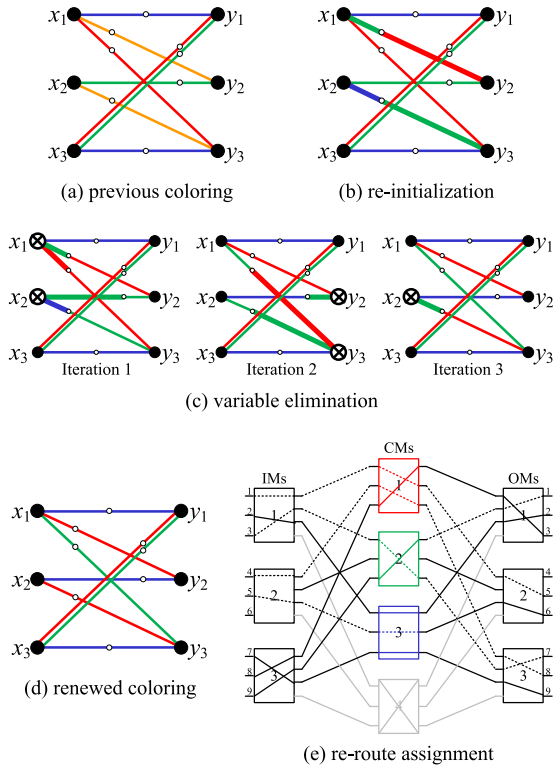 x1 y1 x1 y1
x2 y2 x2 y2
x3 y3 x3 y3
(a) previous coloring (b) re-initialization
x1 y1 x1 y1 x1 y1
x2 y2 x2 y2 x2 y2
x3 y3 x3 y3 x3 y3
Iteration 1 Iteration 2 Iteration 3
(c) variable elimination
x1 y1
x2 y2
x3 y3
(d) renewed coloring
CMs
IMs OMs
1 1
2 1 1 1 2
3 3
2
4 4
5 2 2 5
6 3 6
7 7
8 3 3 8
9 4 9
(e) re-route assignment